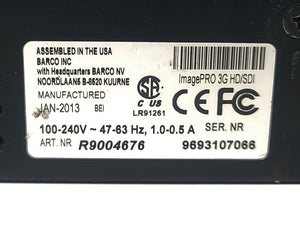 ASSEMBLED IN THE USA
BARCO INC
with Headquarters BARCO NV
NOORDLAAN5 B-8520 KUURNE
ImagePRO 3G HD/SDI
MANUFACTURED
JAN-2013 BEI
C US
LR91261
FC CE
100-240V ~ 47-63 Hz, 1.0-0.5 A SER. NR
ART. NR R9004676 9693107066